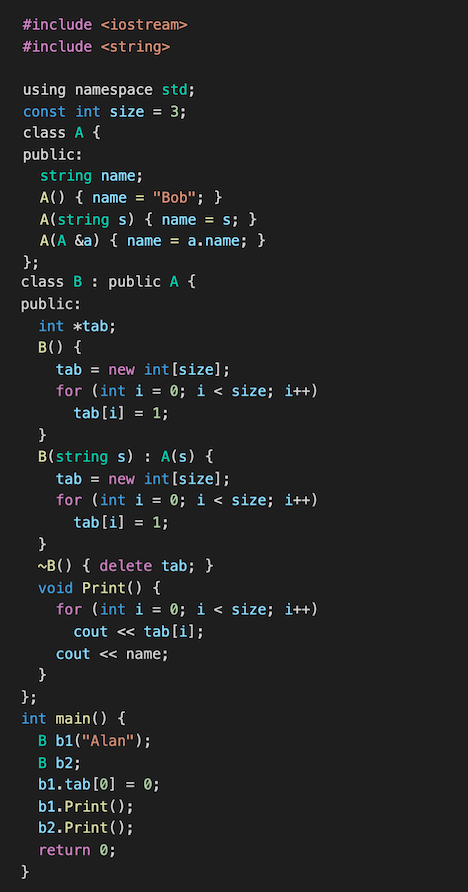 #include <iostream>
#include <string>

using namespace std;
const int size = 3;
class A {
public:
  string name;
  A() { name = "Bob"; }
  A(string s) { name = s; }
  A(A &a) { name = a.name; }
};
class B : public A {
public:
  int *tab;
  B() {
    tab = new int[size];
    for (int i = 0; i < size; i++)
      tab[i] = 1;
  }
  B(string s) : A(s) {
    tab = new int[size];
    for (int i = 0; i < size; i++)
      tab[i] = 1;
  }
  ~B() { delete tab; }
  void Print() {
    for (int i = 0; i < size; i++)
      cout << tab[i];
    cout << name;
  }
};
int main() {
  B b1("Alan");
  B b2;
  b1.tab[0] = 0;
  b1.Print();
  b2.Print();
  return 0;
}